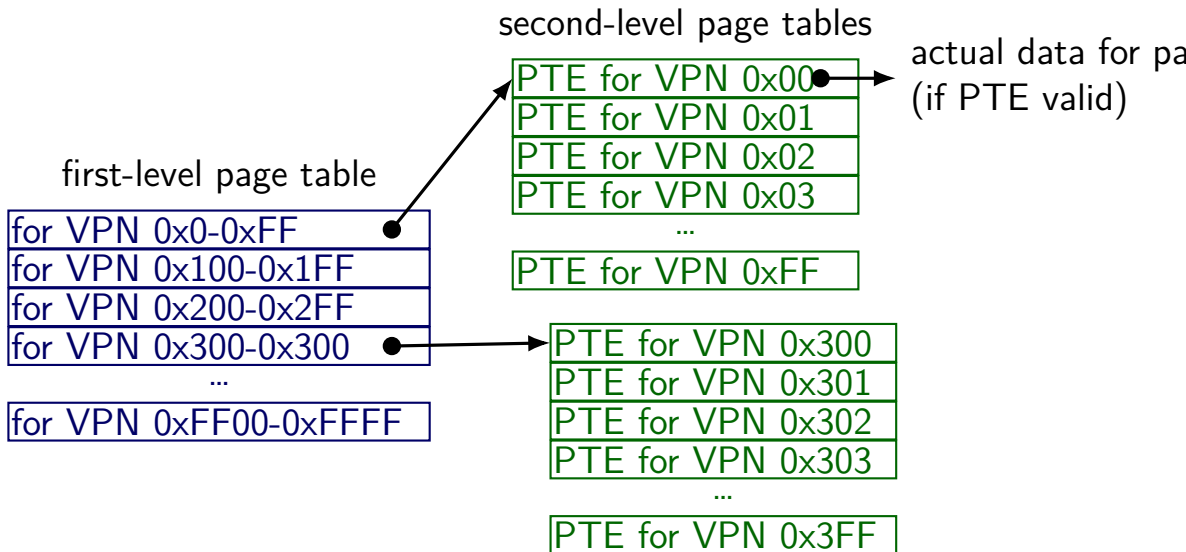 second-level page tables
PTE for VPN 0x00
actual data for pa
(if PTE valid)
PTE for VPN 0x01
PTE for VPN 0x02
PTE for VPN 0x03
...
PTE for VPN 0xFF
first-level page table
for VPN 0x0-0xFF
for VPN 0x100-0x1FF
for VPN 0x200-0x2FF
for VPN 0x300-0x300
...
for VPN 0xFF00-0xFFFF
PTE for VPN 0x300
PTE for VPN 0x301
PTE for VPN 0x302
PTE for VPN 0x303
...
PTE for VPN 0x3FF